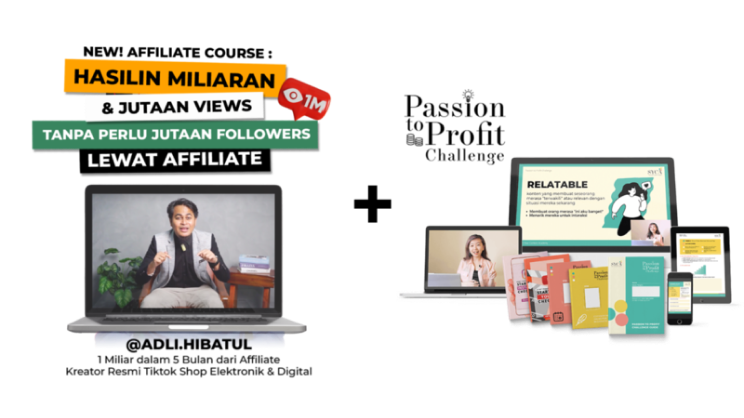 NEW! AFFILIATE COURSE :
HASILIN MILIARAN
& JUTAAN VIEWS
1M
TANPA PERLU JUTAAN FOLLOWERS
LEWAT AFFILIATE
@ADLI.HIBATUL
1 Miliar dalam 5 Bulan dari Affiliate
Kreator Resmi Tiktok Shop Elektronik & Digital
+
Passion
to Profit
Challenge
RELATABLE